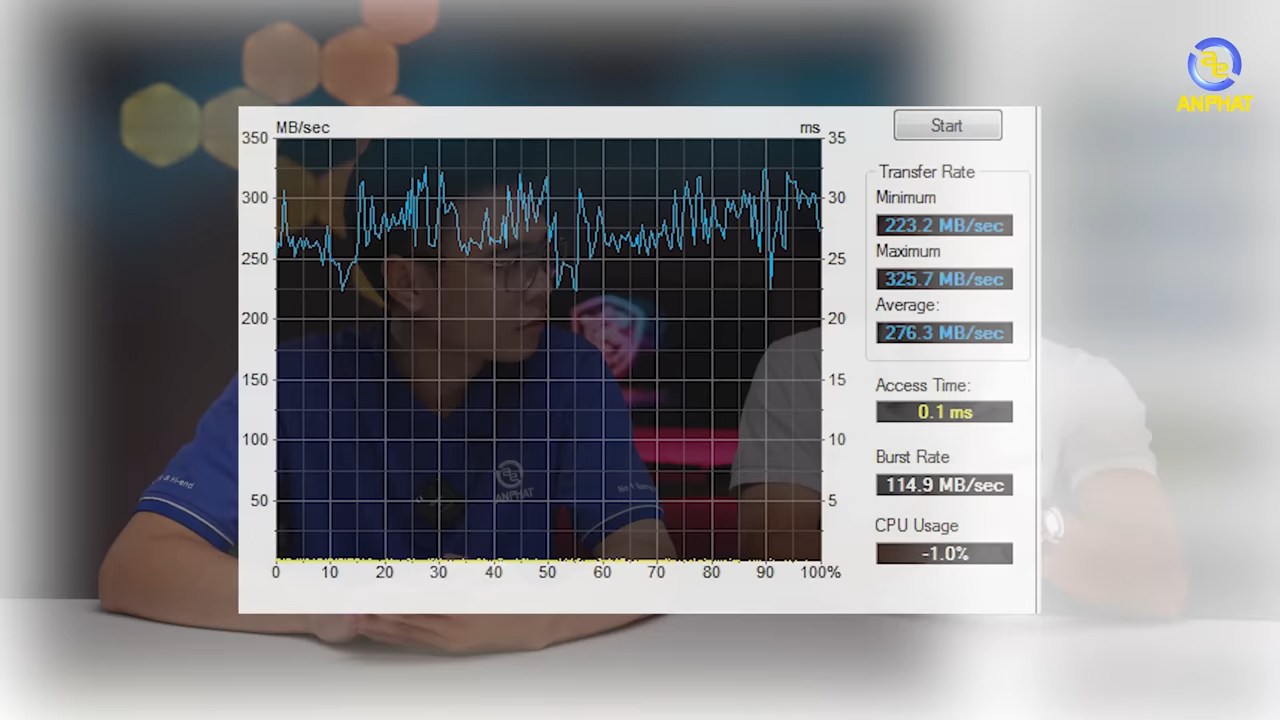 ae
ANPHAT
MB/sec
ms
Start
350
300
250
200
150
100
50
35
30
25
20
15
10
5
0
10
20
30
40
50
60
70
80
90
100%
Transfer Rate
Minimum
223.2 MB/sec
Maximum
325.7 MB/sec
Average:
276.3 MB/sec
Access Time:
0.1 ms
Burst Rate
114.9 MB/sec
CPU Usage
-1.0%
ae
ANPHAT